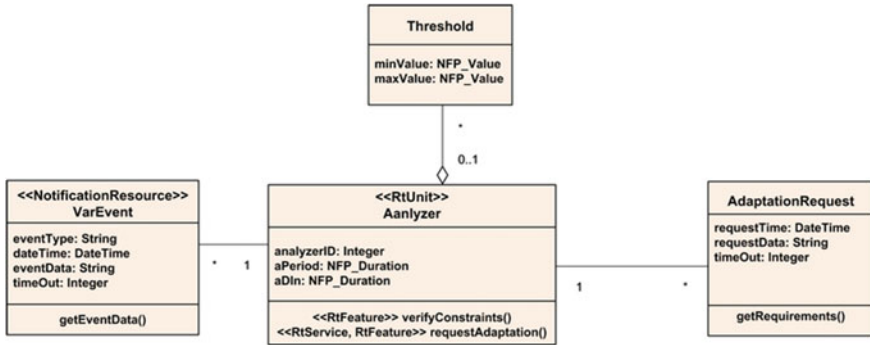 Threshold
minValue: NFP_Value
maxValue: NFP_Value
*
0..1
<<NotificationResource>>
VarEvent
eventType: String
dateTime: DateTime
eventData: String
timeOut: Integer
getEventData()
*
1
<<RtUnit>>
Aanlyzer
analyzerID: Integer
aPeriod: NFP_Duration
aDIn: NFP_Duration
<<RtFeature>> verifyConstraints()
<<RtService, RtFeature>> requestAdaptation()
1
*
AdaptationRequest
requestTime: DateTime
requestData: String
timeOut: Integer
getRequirements()